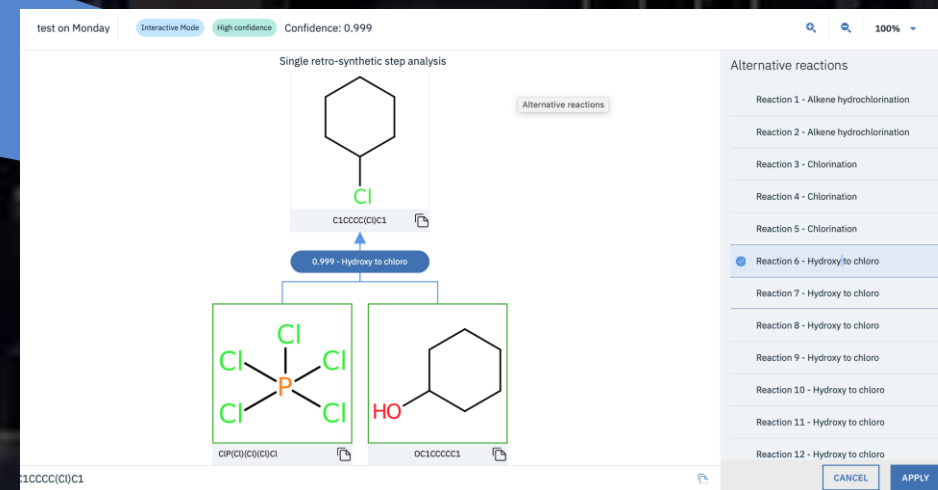 test on Monday Interactive Mode High confidence Confidence: 0.999 100%
Single retro-synthetic step analysis
Alternative reactions
Cl
C1CCCC(Cl)C1
0.999 - Hydroxy to chloro
Cl
Cl Cl
P
Cl Cl
HO
ClP(Cl)(Cl)(Cl)Cl
OC1CCCCC1
C1CCCC(Cl)C1
Alternative reactions
Reaction 1 - Alkene hydrochlorination
Reaction 2 - Alkene hydrochlorination
Reaction 3 - Chlorination
Reaction 4 - Chlorination
Reaction 5 - Chlorination
Reaction 6 - Hydroxy to chloro
Reaction 7 - Hydroxy to chloro
Reaction 8 - Hydroxy to chloro
Reaction 9 - Hydroxy to chloro
Reaction 10 - Hydroxy to chloro
Reaction 11 - Hydroxy to chloro
Reaction 12 - Hydroxy to chloro
CANCEL APPLY